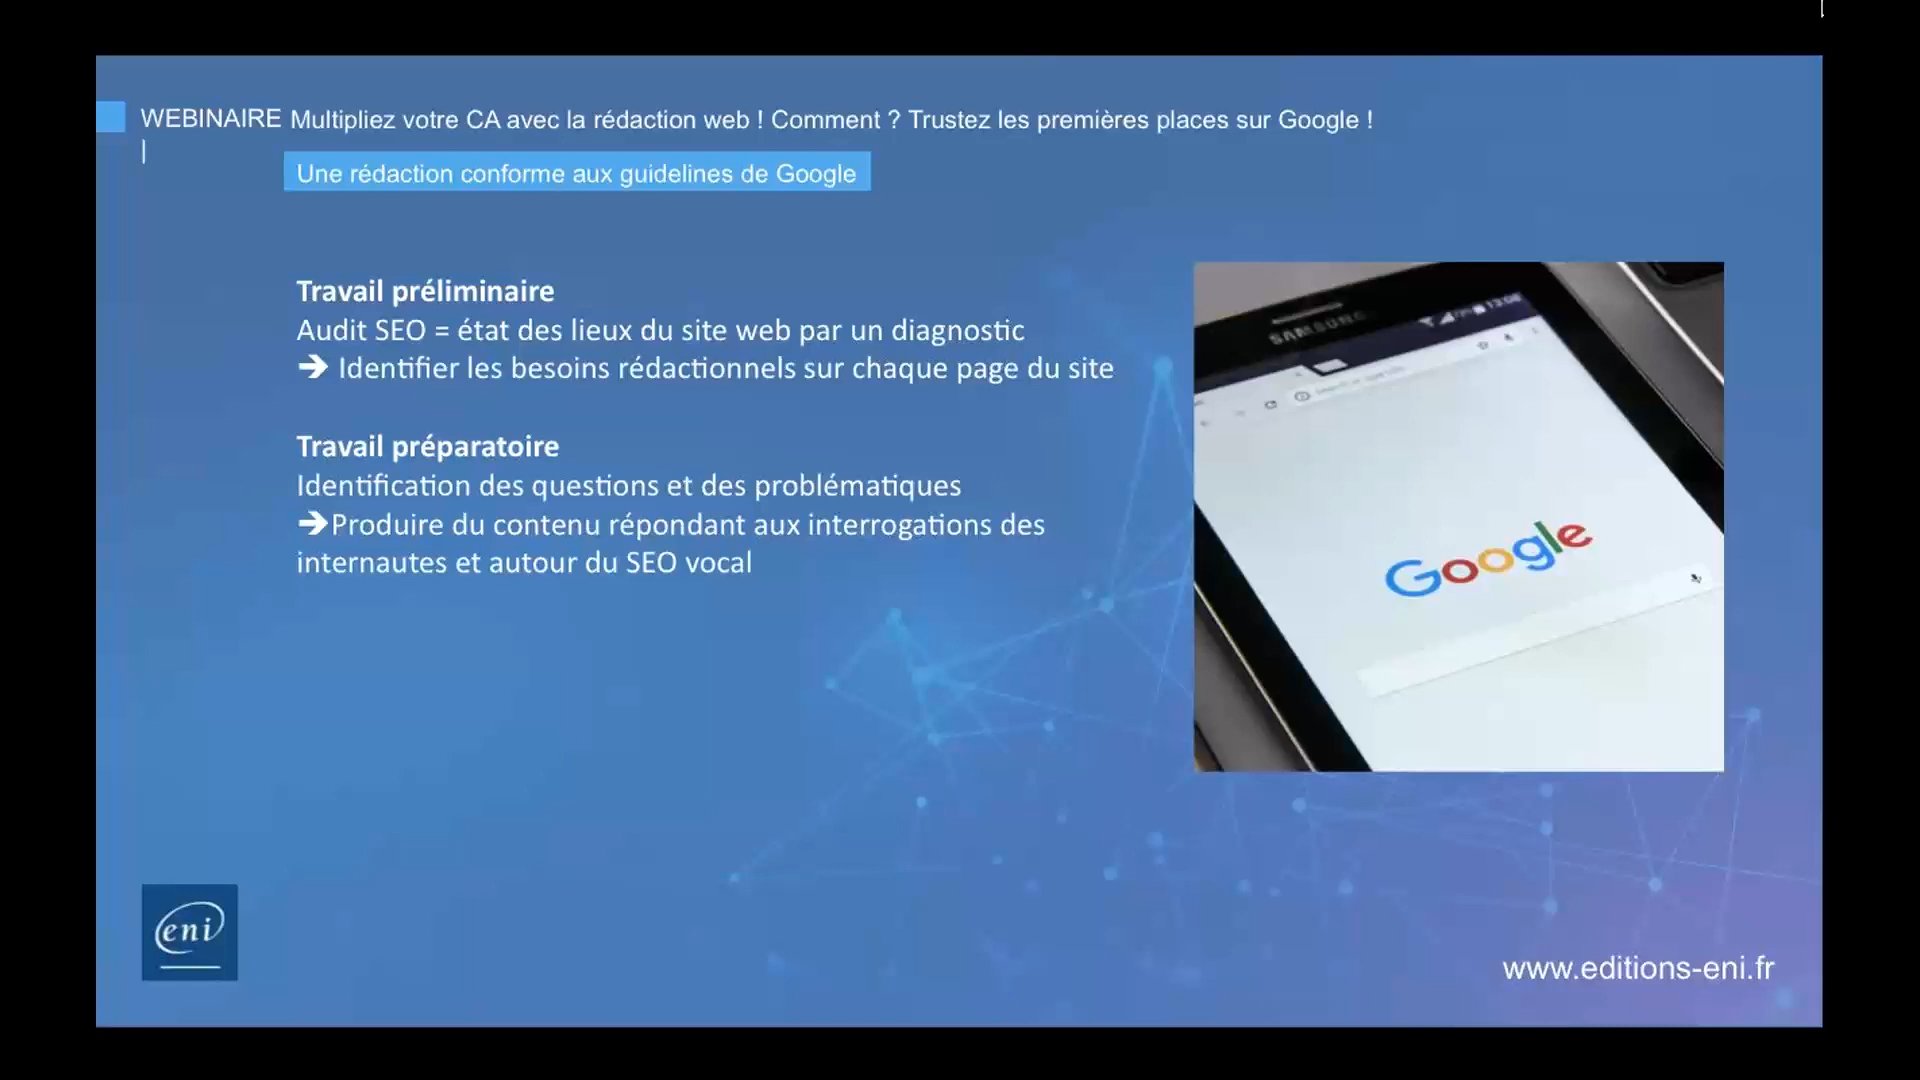 WEBINAIRE Multipliez votre CA avec la rédaction web ! Comment ? Trustez les premières places sur Google !
Une rédaction conforme aux guidelines de Google
Travail préliminaire
Audit SEO = état des lieux du site web par un diagnostic
➔ Identifier les besoins rédactionnels sur chaque page du site
Travail préparatoire
Identification des questions et des problématiques
➔Produire du contenu répondant aux interrogations des
internautes et autour du SEO vocal
SAMSUNG
13:08
Google
eni
www.editions-eni.fr